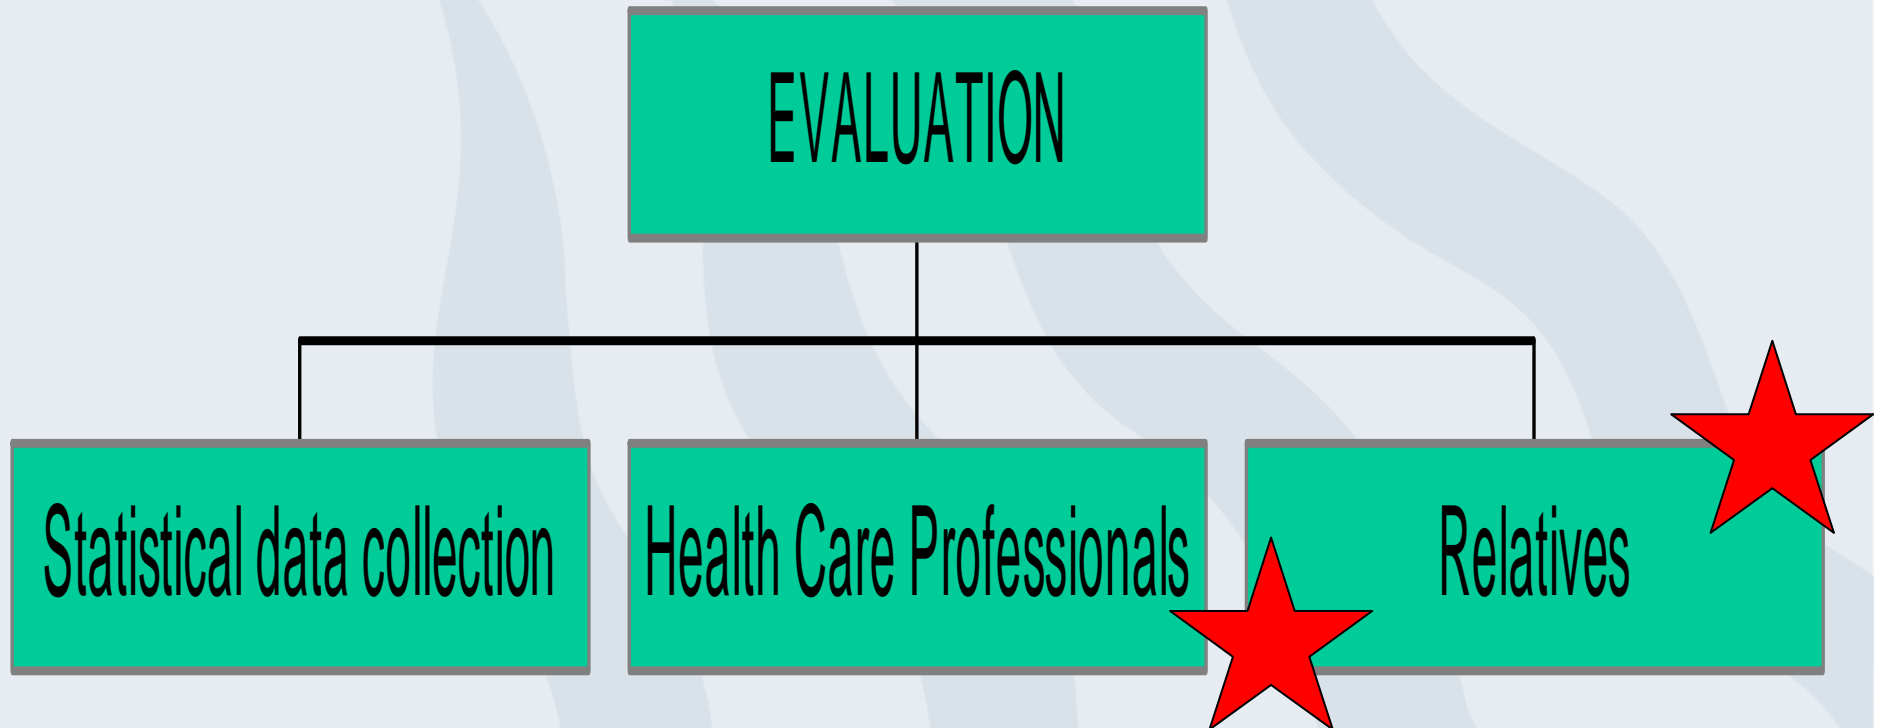 EVALUATION
Statistical data collection
Health Care Professionals
Relatives